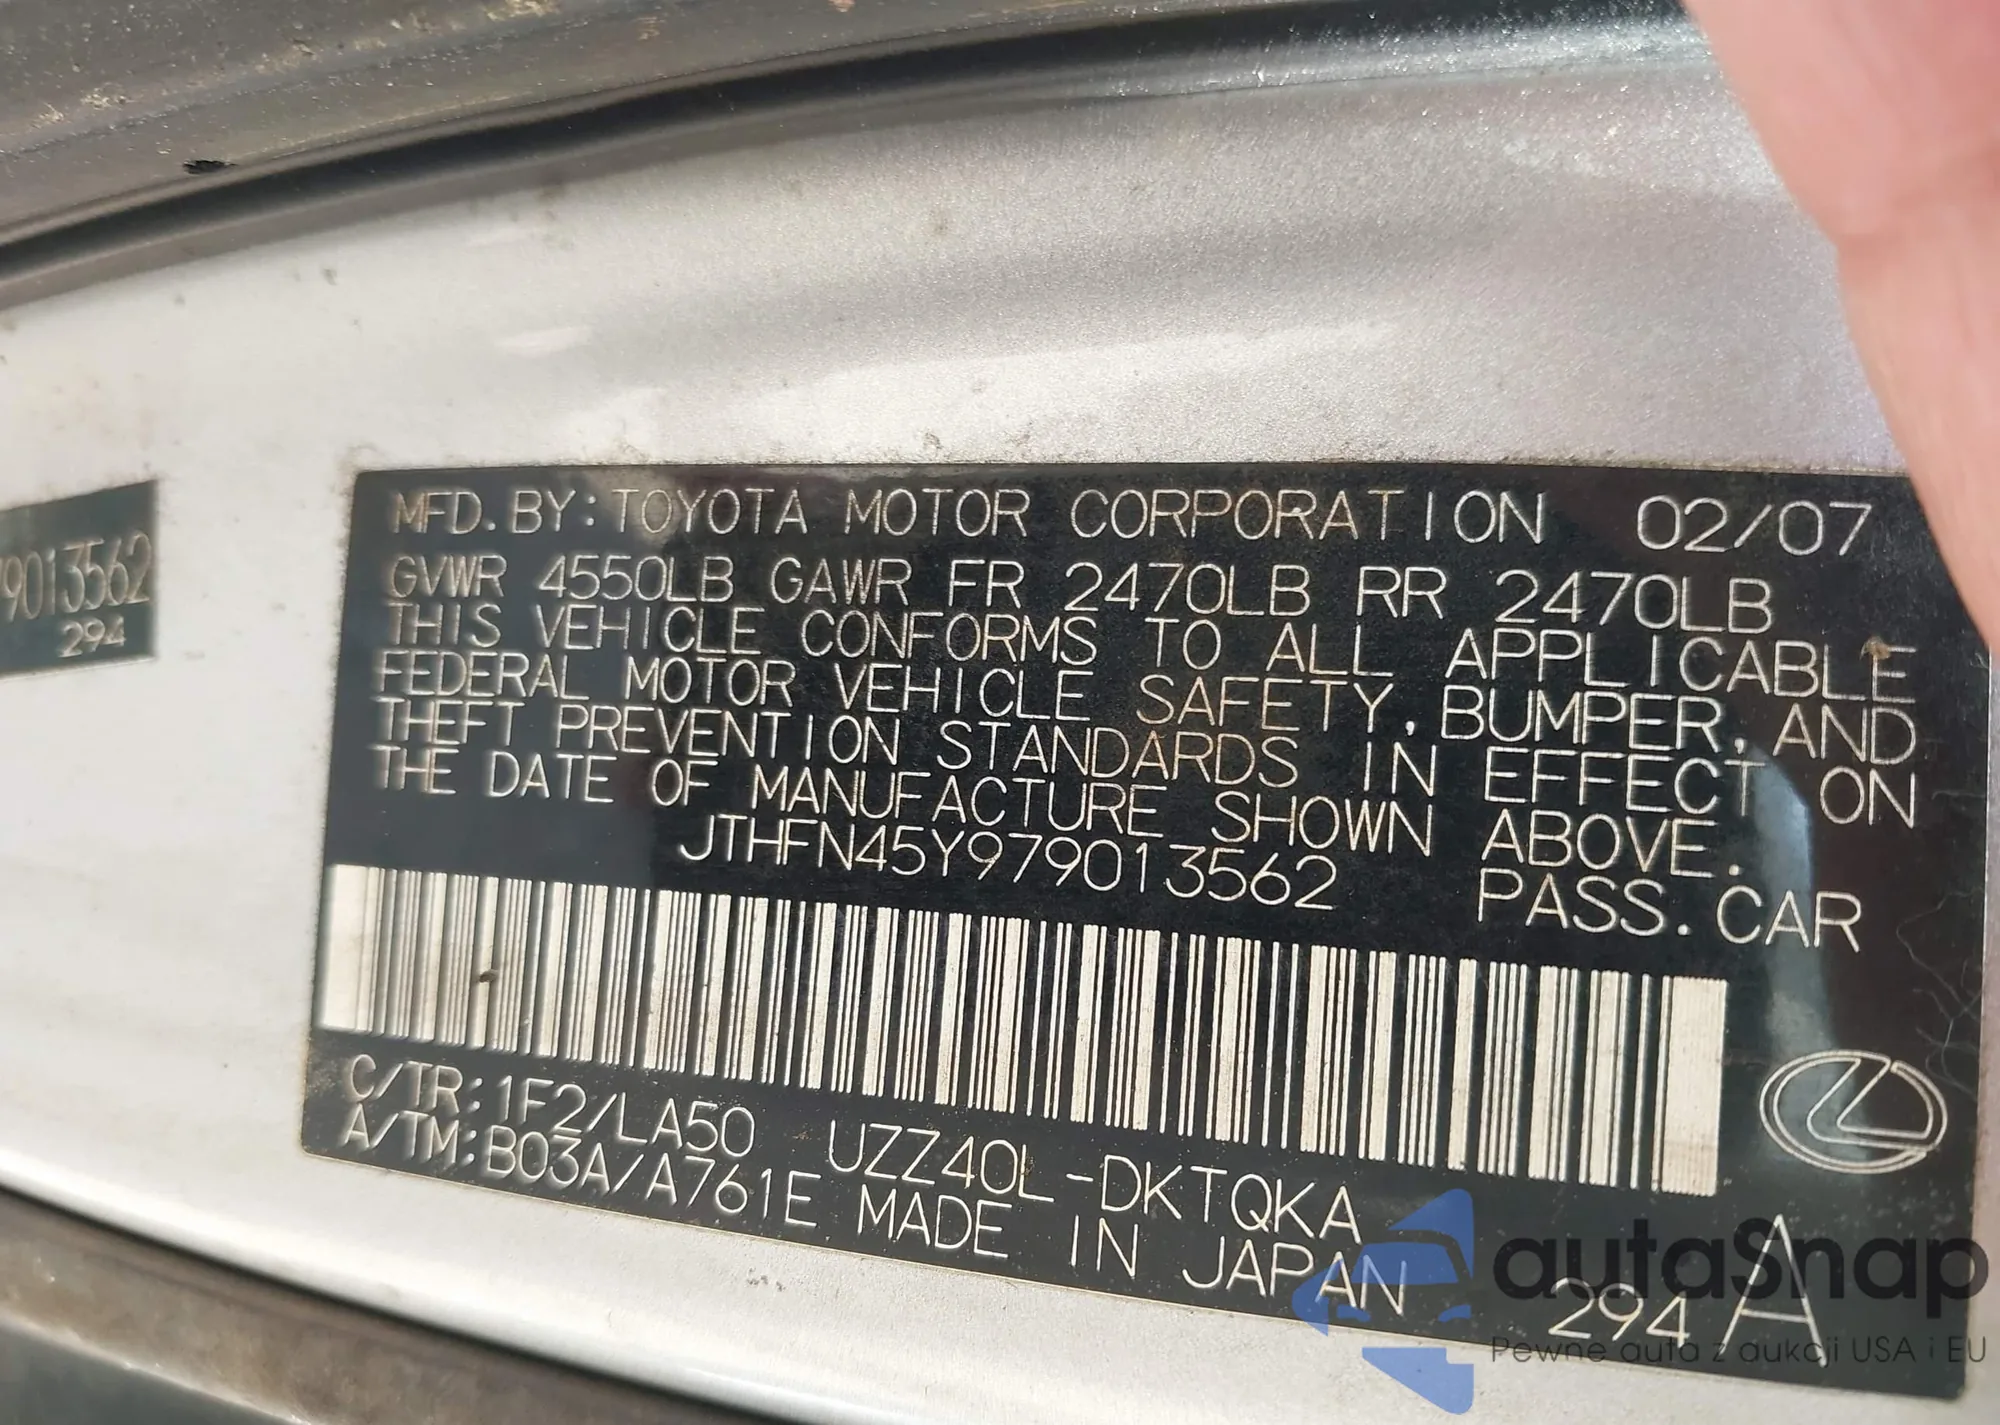 79013562
294
MFD. BY: TOYOTA MOTOR CORPORATION 02/07
GVWR 4550LB GAWR FR 2470LB RR 2470LB
THIS VEHICLE CONFORMS TO ALL APPLICABLE
FEDERAL MOTOR VEHICLE SAFETY, BUMPER, AND
THEFT PREVENTION STANDARDS IN EFFECT ON
THE DATE OF MANUFACTURE SHOWN ABOVE.
JTHFN45Y979013562 PASS. CAR
C/TR: 1F2/LA50 UZZ40L-DKTQKA
A/TM: B03A/A761E MADE IN JAPAN 294 A
autaSnap
Pewne auta z aukcji USA i EU